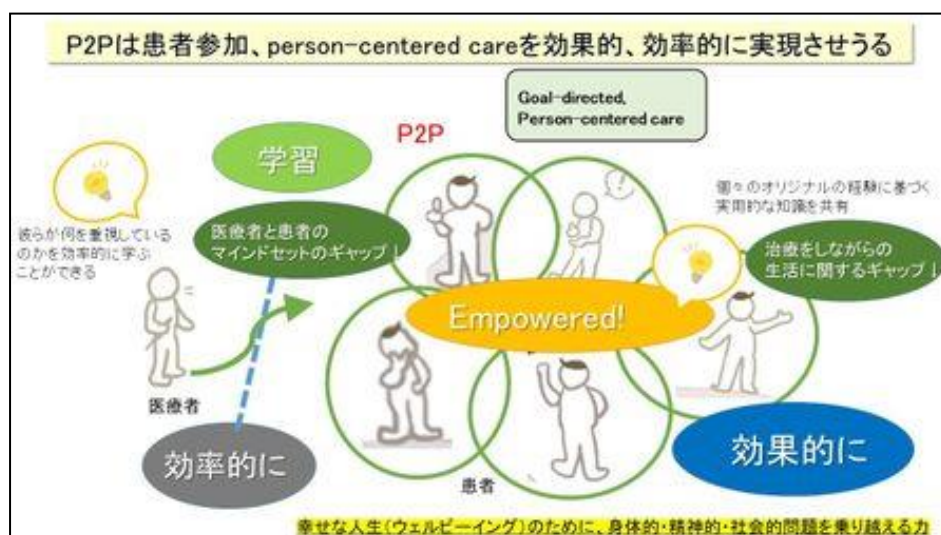 P2Pは患者参加、person-centered careを効果的、効率的に実現させうる
Goal-directed,
Person-centered care
P2P
学習
個々のオリジナルの経験に基づく
実用的な知識を共有
彼らが何を重視している
のかを効率的に学ぶ
ことができる
医療者と患者の
マインドセットのギャップ↓
治療をしながらの
生活に関するギャップ↓
Empowered!
医療者
効率的に
患者
効果的に
幸せな人生(ウェルビーイング)のために、身体的・精神的・社会的問題を乗り越える力